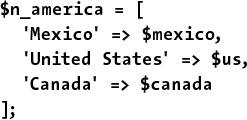 $n_america = [
  'Mexico' => $mexico,
  'United States' => $us,
  'Canada' => $canada
];